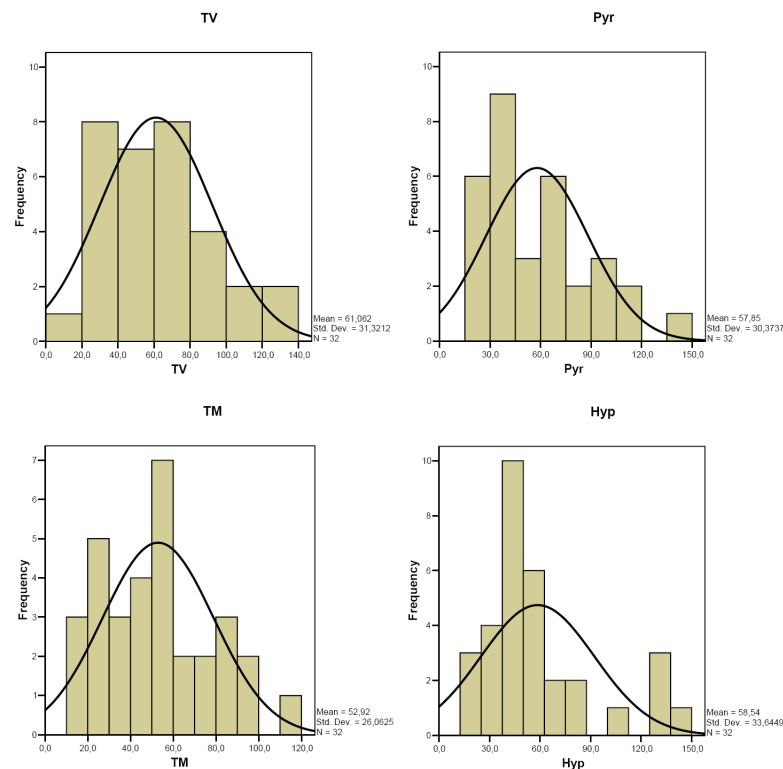 TV
Frequency
10
8
6
4
2
0
0,0 20,0 40,0 60,0 80,0 100,0 120,0 140,0
TV
Mean = 61,062
Std. Dev. = 31,3212
N = 32
Pyr
Frequency
10
8
6
4
2
0
0,0 30,0 60,0 90,0 120,0 150,0
Pyr
Mean = 57,85
Std. Dev. = 30,3737
N = 32
TM
Frequency
7
6
5
4
3
2
1
0
0,0 20,0 40,0 60,0 80,0 100,0 120,0
TM
Mean = 52,92
Std. Dev. = 26,0625
N = 32
Hyp
Frequency
10
8
6
4
2
0
0,0 30,0 60,0 90,0 120,0 150,0
Hyp
Mean = 58,54
Std. Dev. = 33,6449
N = 32